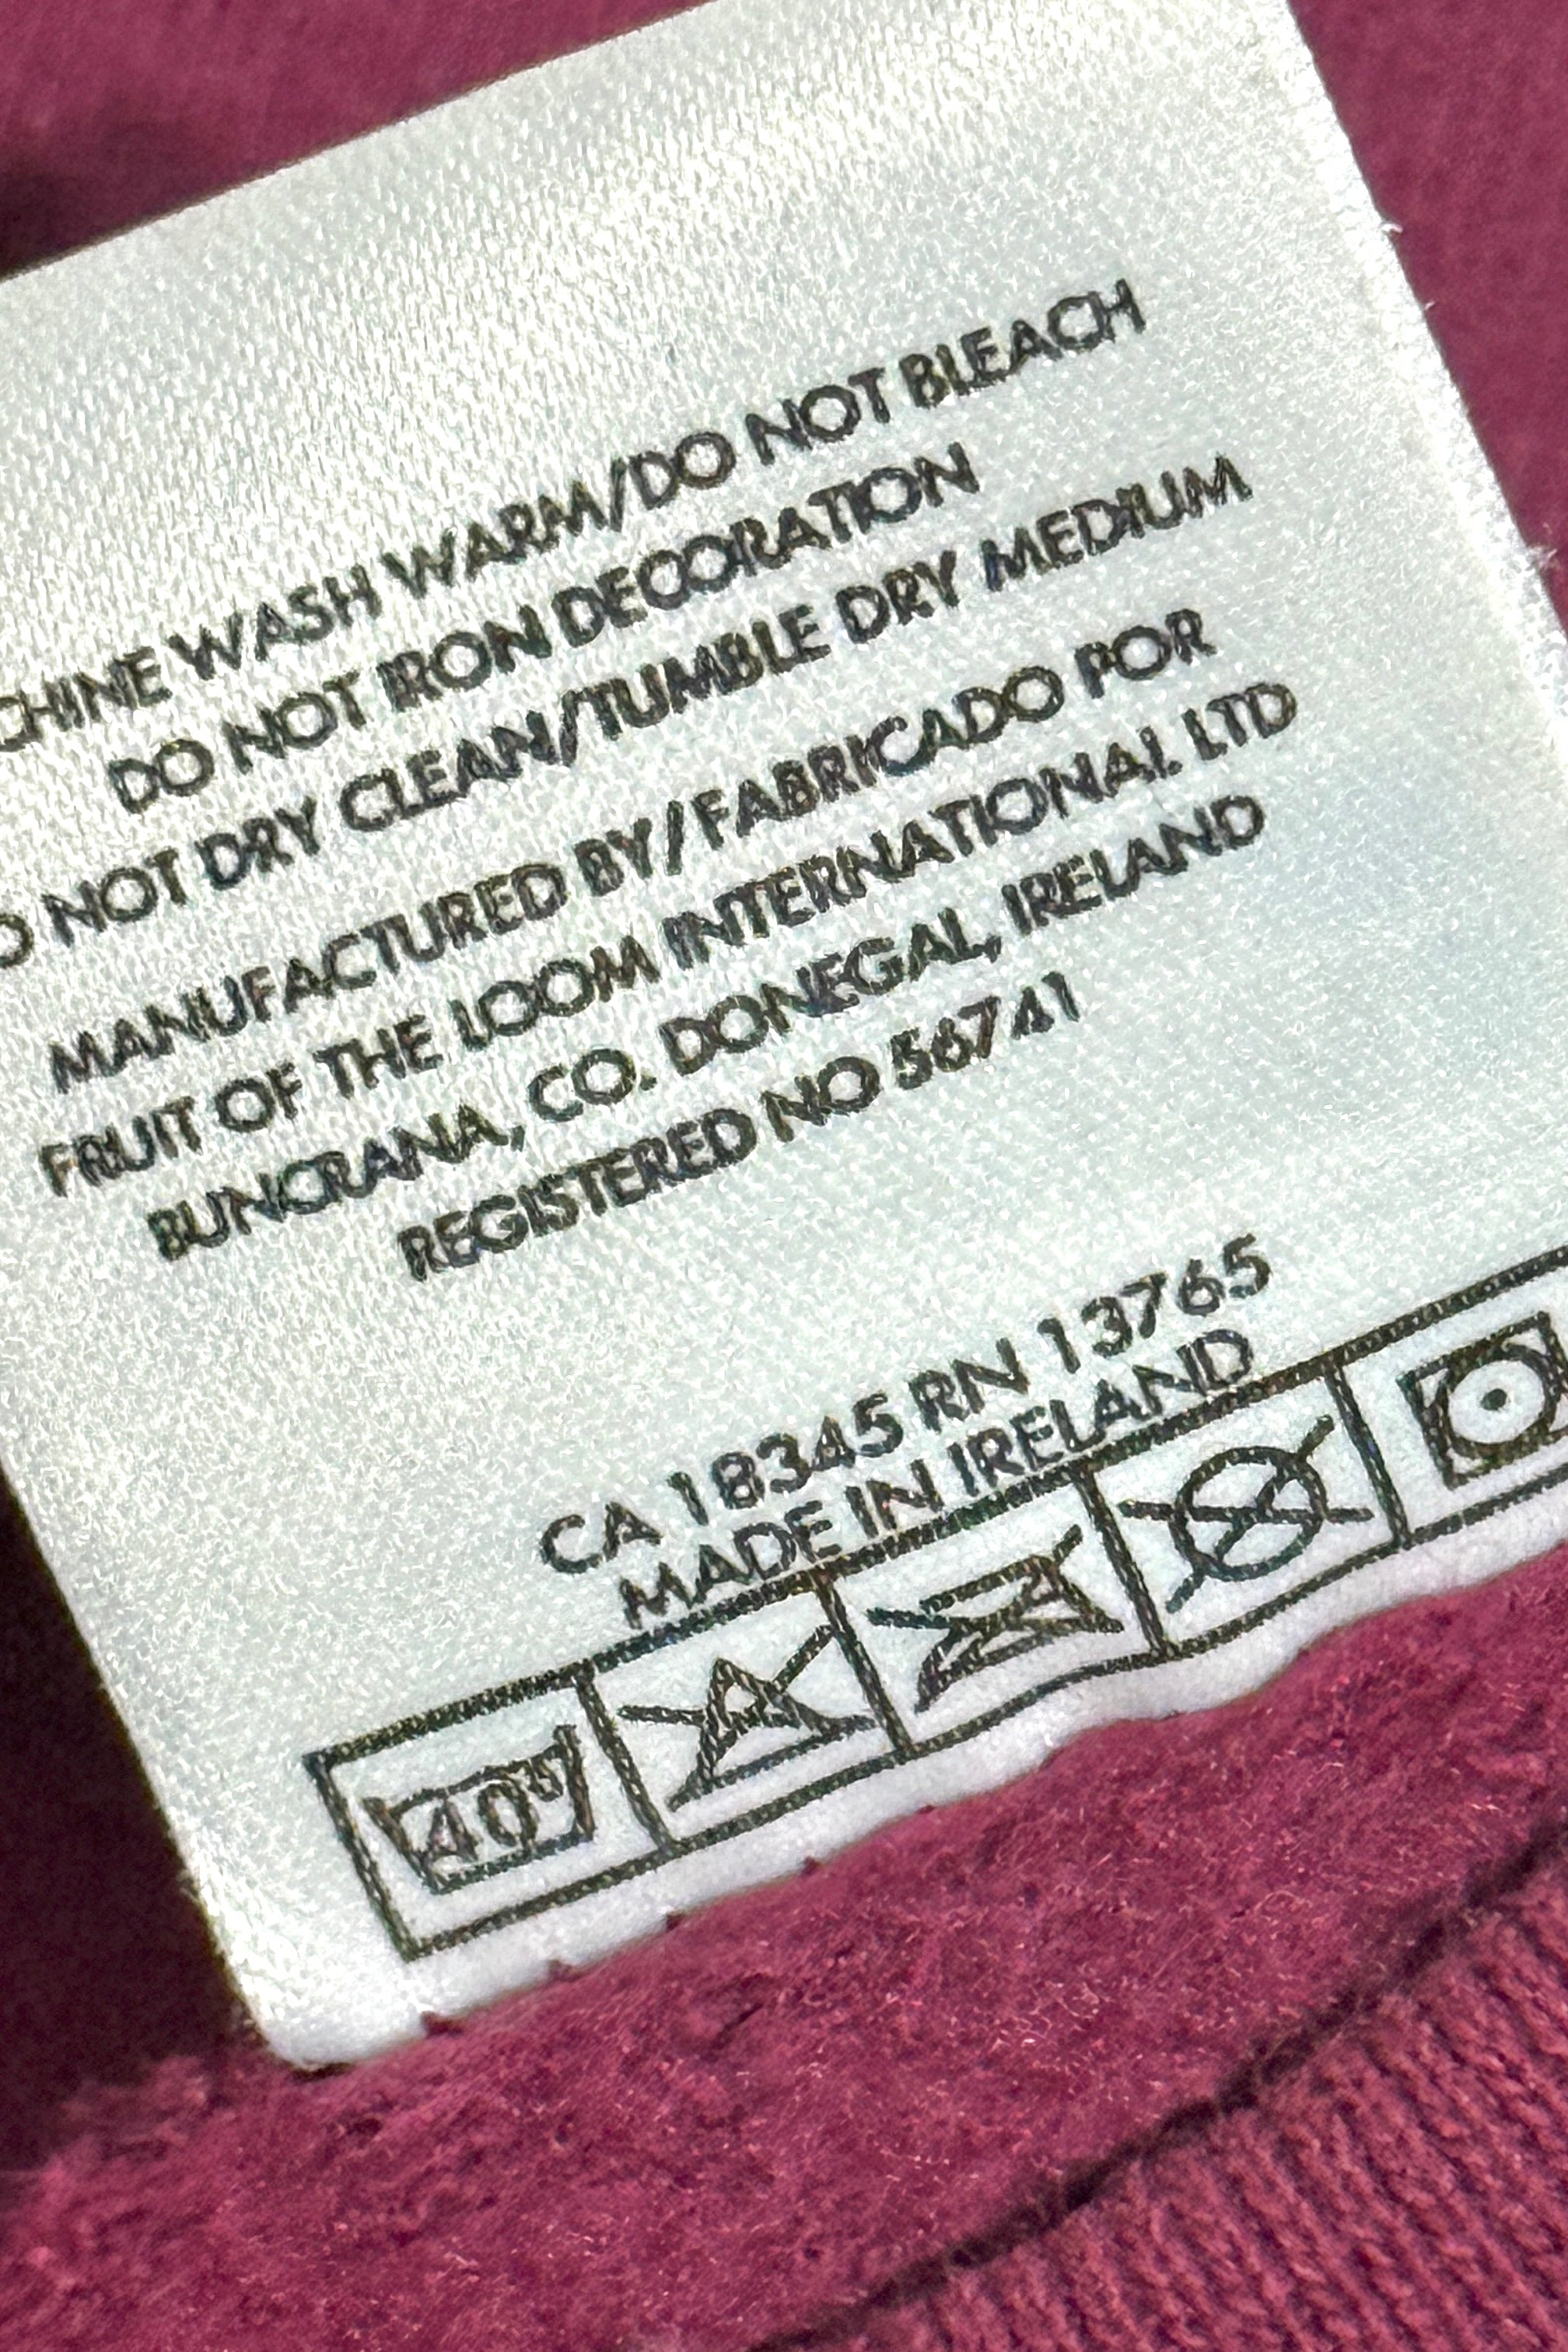 CHINE WASH WARM/DO NOT BLEACH
DO NOT IRON DECORATION
O NOT DRY CLEAN/TUMBLE DRY MEDIUM
MANUFACTURED BY/FABRICADO POR
FRUIT OF THE LOOM INTERNATIONAL LTD
BUNCRANA, CO. DONEGAL, IRELAND
REGISTERED NO 56741
CA 18345 RN 13765
MADE IN IRELAND
40°